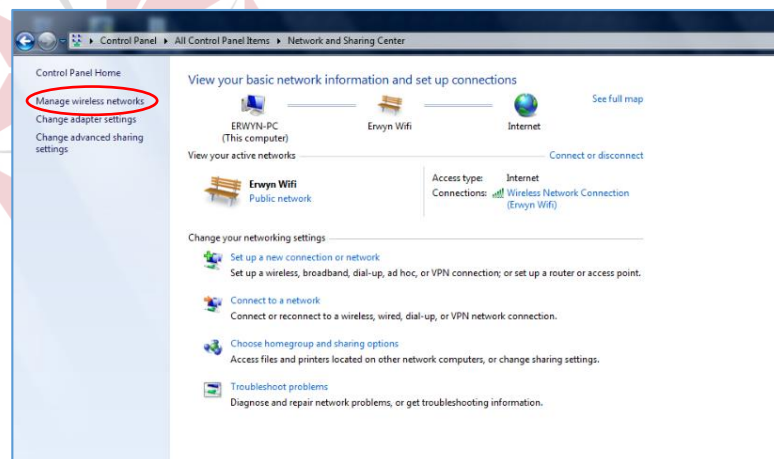 Control Panel ▸ All Control Panel Items ▸ Network and Sharing Center
Control Panel Home
Manage wireless networks
Change adapter settings
Change advanced sharing
settings
View your basic network information and set up connections
See full map
ERWYN-PC
(This computer)
Erwyn Wifi
Internet
View your active networks
Connect or disconnect
Erwyn Wifi
Public network
Access type: Internet
Connections: Wireless Network Connection
(Erwyn Wifi)
Change your networking settings
Set up a new connection or network
Set up a wireless, broadband, dial-up, ad hoc, or VPN connection; or set up a router or access point.
Connect to a network
Connect or reconnect to a wireless, wired, dial-up, or VPN network connection.
Choose homegroup and sharing options
Access files and printers located on other network computers, or change sharing settings.
Troubleshoot problems
Diagnose and repair network problems, or get troubleshooting information.